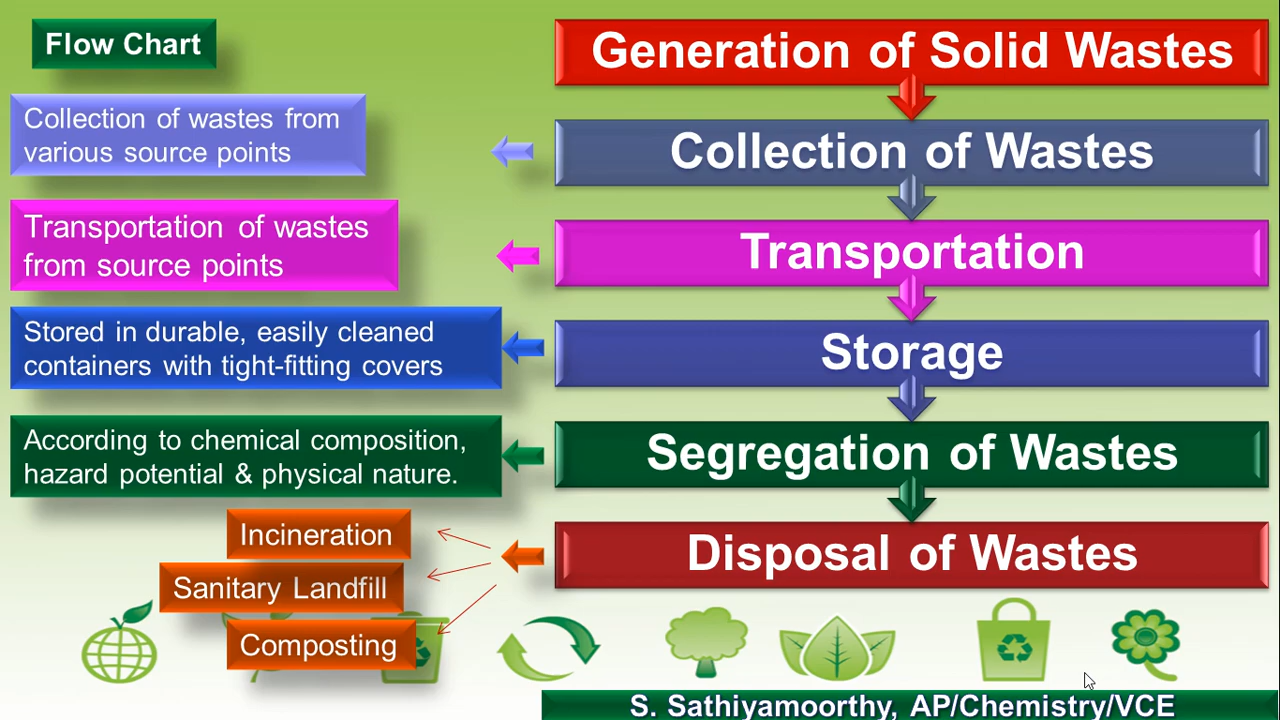 Flow Chart
Generation of Solid Wastes
Collection of wastes from
various source points
Collection of Wastes
Transportation of wastes
from source points
Transportation
Stored in durable, easily cleaned
containers with tight-fitting covers
Storage
According to chemical composition,
hazard potential & physical nature.
Segregation of Wastes
Incineration
Sanitary Landfill
Composting
Disposal of Wastes
S. Sathiyamoorthy, AP/Chemistry/VCE